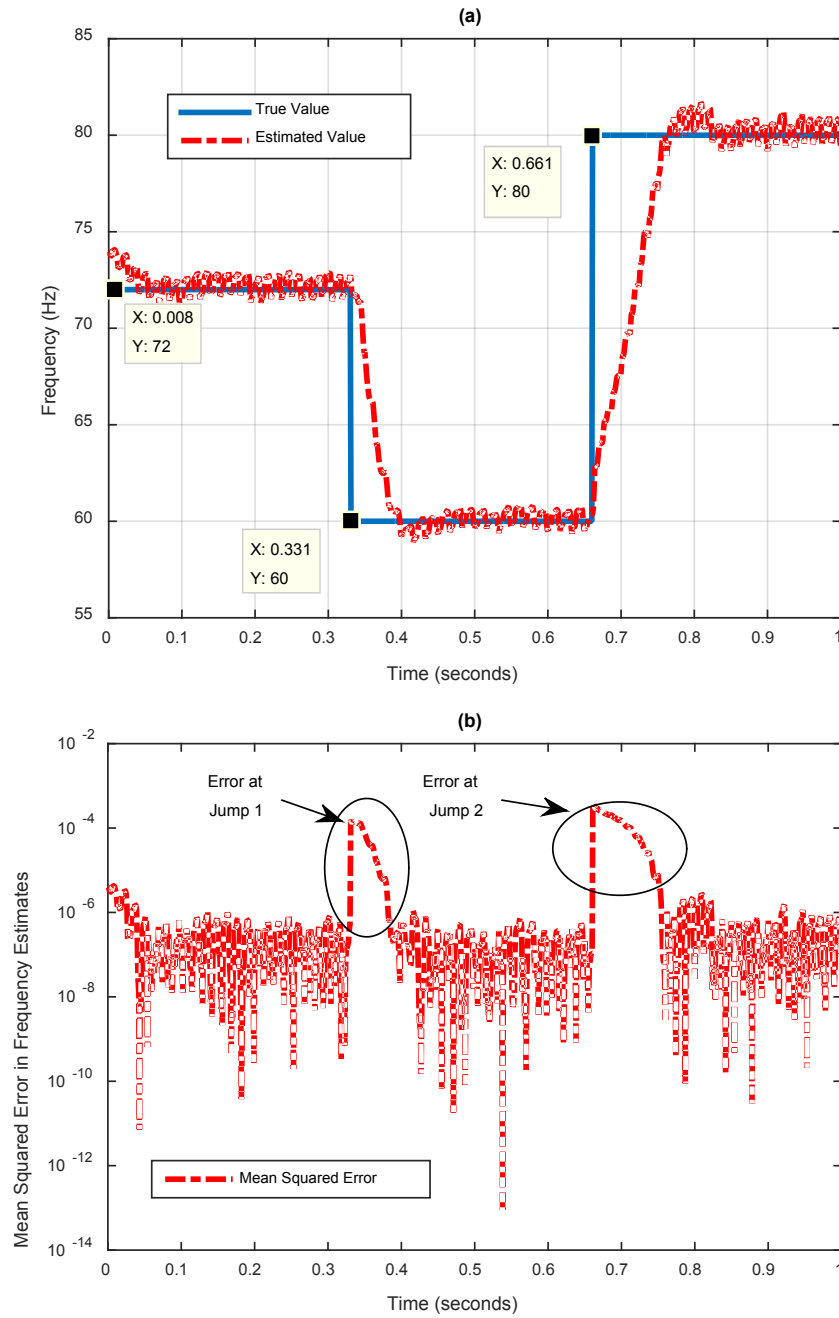 (a)
85
80
75
70
65
60
55
Frequency (Hz)
True Value
Estimated Value
X: 0.661
Y: 80
X: 0.008
Y: 72
X: 0.331
Y: 60
0 0.1 0.2 0.3 0.4 0.5 0.6 0.7 0.8 0.9 1
Time (seconds)
(b)
10 -2
10 -4
10 -6
10 -8
10 -10
10 -12
10 -14
Mean Squared Error in Frequency Estimates
Error at
Jump 1
Error at
Jump 2
Mean Squared Error
0 0.1 0.2 0.3 0.4 0.5 0.6 0.7 0.8 0.9 1
Time (seconds)